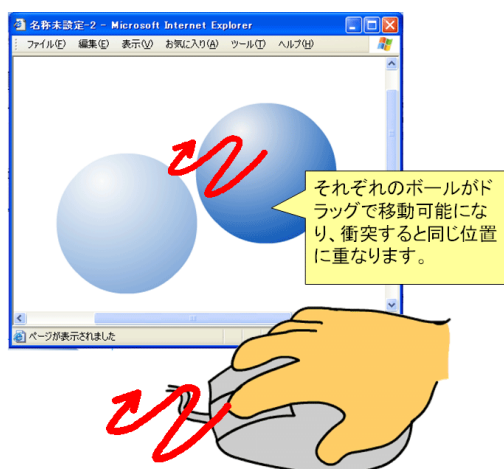 名称未設定-2 - Microsoft Internet Explorer
ファイル(F) 編集(E) 表示(V) お気に入り(A) ツール(T) ヘルプ(H)
それぞれのボールがド
ラッグで移動可能にな
り、衝突すると同じ位置
に重なります。
ページが表示されました